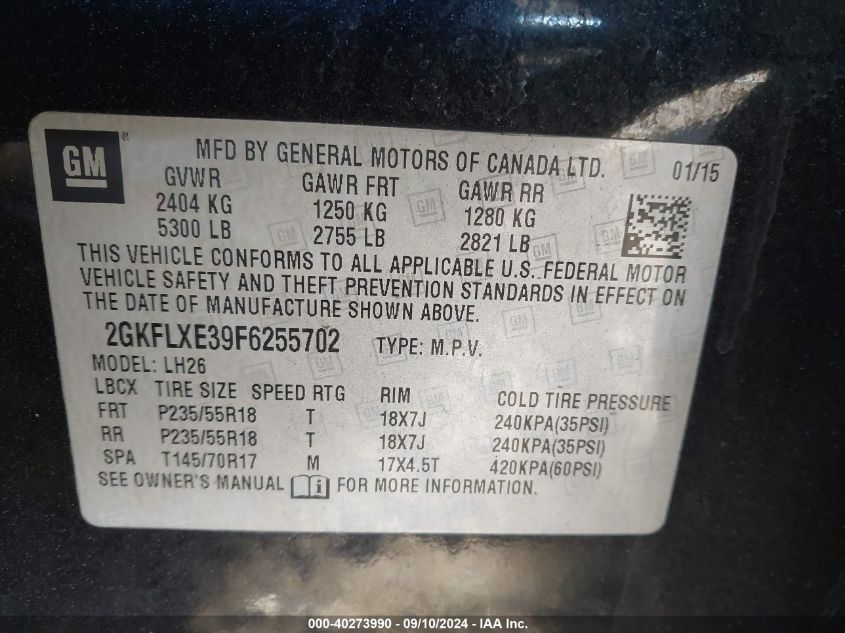 GM ®
MFD BY GENERAL MOTORS OF CANADA LTD. 01/15
GVWR GAWR FRT GAWR RR
2404 KG 1250 KG 1280 KG
5300 LB 2755 LB 2821 LB
THIS VEHICLE CONFORMS TO ALL APPLICABLE U.S. FEDERAL MOTOR
VEHICLE SAFETY AND THEFT PREVENTION STANDARDS IN EFFECT ON
THE DATE OF MANUFACTURE SHOWN ABOVE.
2GKFLXE39F6255702 TYPE: M.P.V.
MODEL: LH26
LBCX TIRE SIZE SPEED RTG RIM COLD TIRE PRESSURE
FRT P235/55R18 T 18X7J 240KPA(35PSI)
RR P235/55R18 T 18X7J 240KPA(35PSI)
SPA T145/70R17 M 17X4.5T 420KPA(60PSI)
SEE OWNER'S MANUAL i FOR MORE INFORMATION.
000-40273990 - 09/10/2024 - IAA Inc.